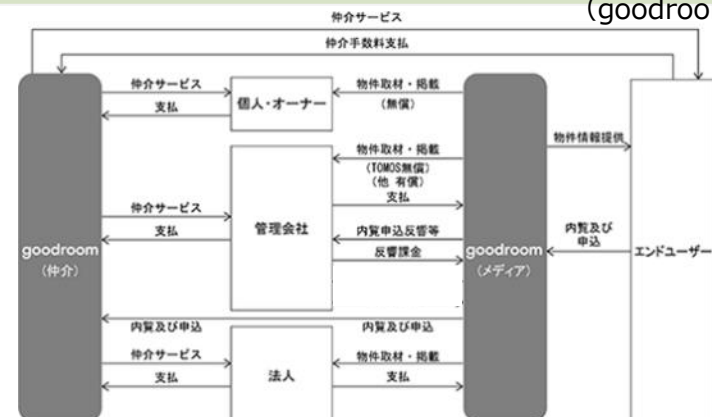 （goodroo
仲介サービス
仲介手数料支払
仲介サービス
支払
個人・オーナー
物件取材・掲載
（無償）
物件情報提供
物件取材・掲載
（TOMOS無償）
（他 有償）
支払
仲介サービス
支払
管理会社
内覧申込反響等
反響課金
goodroom
（仲介）
goodroom
（メディア）
内覧及び
申込
エンドユーザー
内覧及び申込
内覧及び申込
仲介サービス
支払
法人
物件取材・掲載
支払